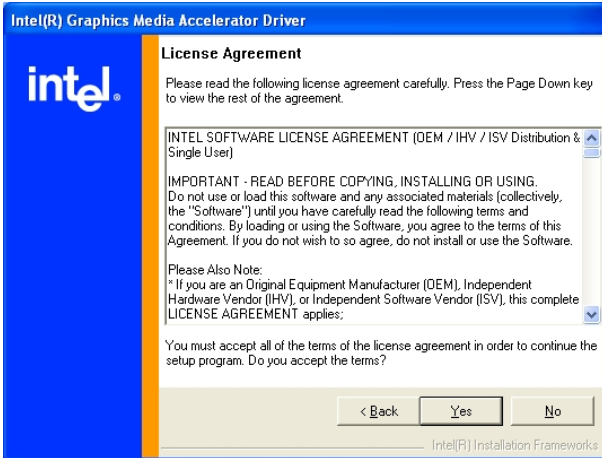 Intel(R) Graphics Media Accelerator Driver
intel®
License Agreement
Please read the following license agreement carefully. Press the Page Down key
to view the rest of the agreement.
INTEL SOFTWARE LICENSE AGREEMENT (OEM / IHV / ISV Distribution &
Single User)
IMPORTANT - READ BEFORE COPYING, INSTALLING OR USING.
Do not use or load this software and any associated materials (collectively,
the "Software") until you have carefully read the following terms and
conditions. By loading or using the Software, you agree to the terms of this
Agreement. If you do not wish to so agree, do not install or use the Software.
Please Also Note:
* If you are an Original Equipment Manufacturer (OEM), Independent
Hardware Vendor (IHV), or Independent Software Vendor (ISV), this complete
LICENSE AGREEMENT applies;
You must accept all of the terms of the license agreement in order to continue the
setup program. Do you accept the terms?
< Back Yes No
Intel(R) Installation Frameworks